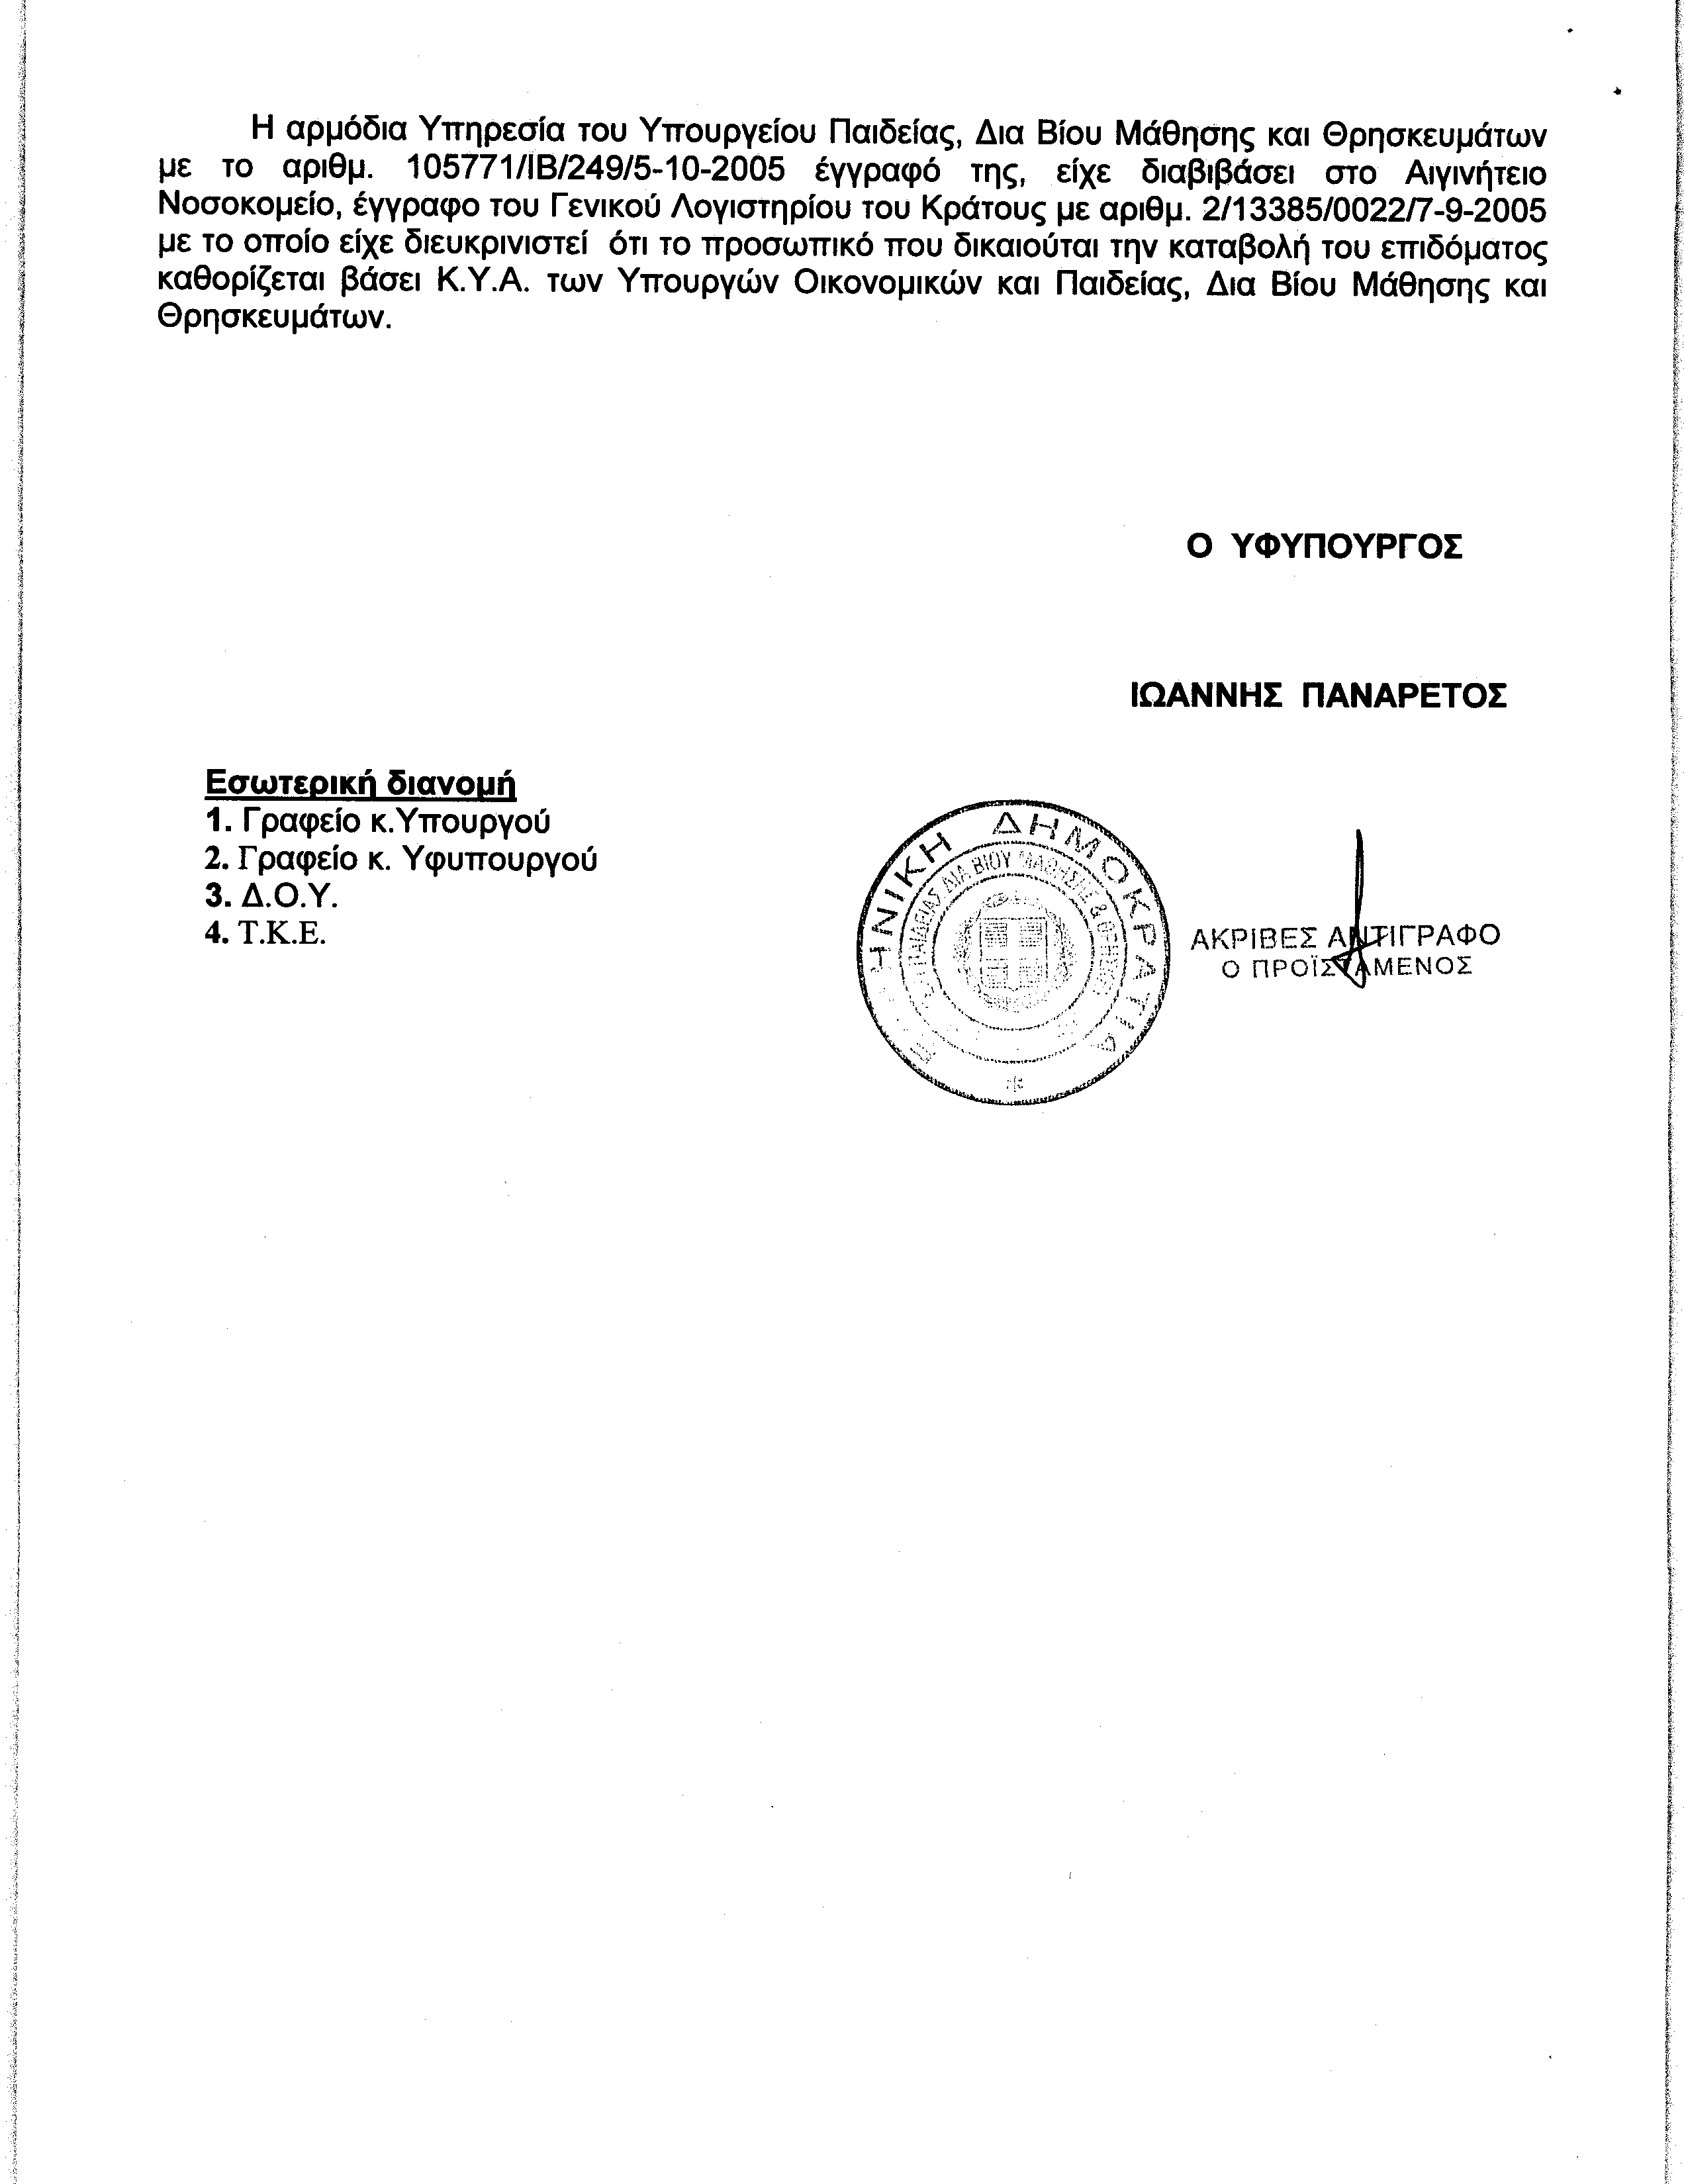 Η αρμόδια Υπηρεσία του Υπουργείου Παιδείας, Δια Βίου Μάθησης και Θρησκευμάτων
με το αριθμ. 105771/ΙΒ/249/5-10-2005 έγγραφό της, είχε διαβιβάσει στο Αιγινήτειο
Νοσοκομείο, έγγραφο του Γενικού Λογιστηρίου του Κράτους με αριθμ. 2/13385/0022/7-9-2005
με το οποίο είχε διευκρινιστεί ότι το προσωπικό που δικαιούται την καταβολή του επιδόματος
καθορίζεται βάσει Κ.Υ.Α. των Υπουργών Οικονομικών και Παιδείας, Δια Βίου Μάθησης και
Θρησκευμάτων.
Ο ΥΦΥΠΟΥΡΓΟΣ
ΙΩΑΝΝΗΣ ΠΑΝΑΡΕΤΟΣ
Εσωτερική διανομή
1. Γραφείο κ.Υπουργού
2. Γραφείο κ. Υφυπουργού
3. Δ.Ο.Υ.
4. Τ.Κ.Ε.
ΔΗΜΟΚΡΑΤΙΑ
ΔΙΑ ΒΙΟΥ ΜΑΘΗΣΗΣ &
ΑΚΡΙΒΕΣ ΑΝΤΙΓΡΑΦΟ
Ο ΠΡΟΪΣΤΑΜΕΝΟΣ